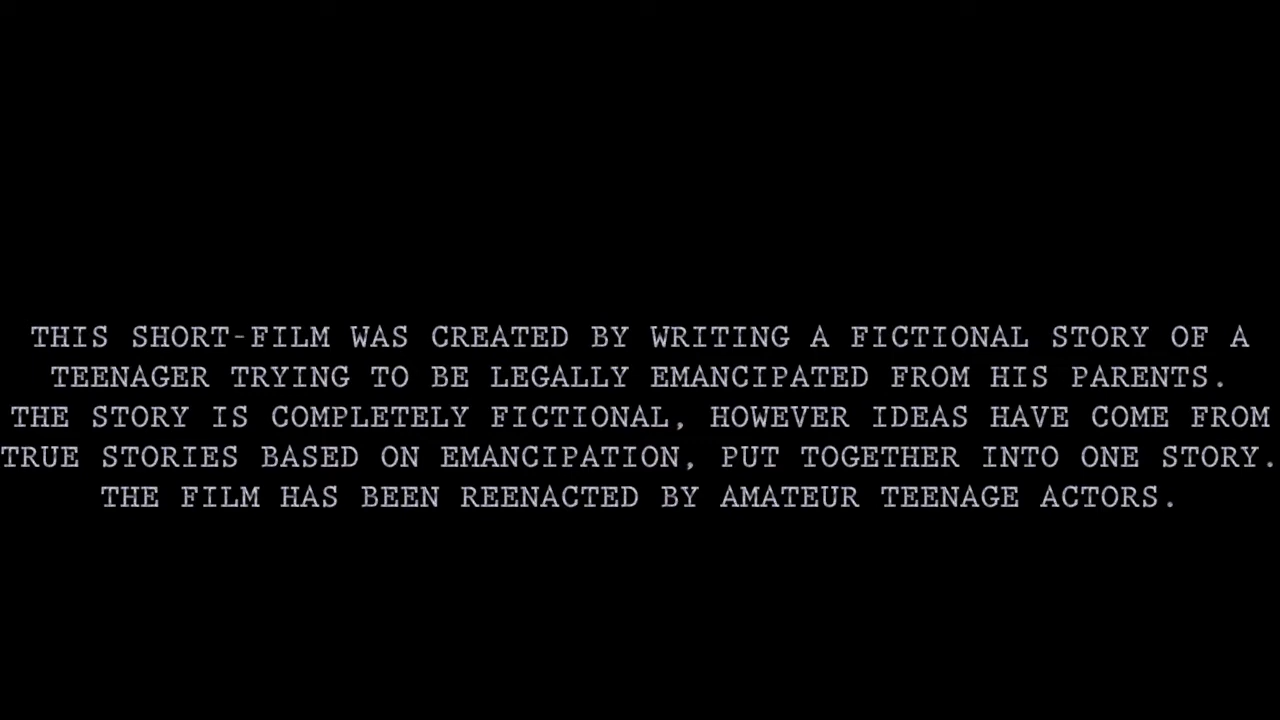 THIS SHORT-FILM WAS CREATED BY WRITING A FICTIONAL STORY OF A
TEENAGER TRYING TO BE LEGALLY EMANCIPATED FROM HIS PARENTS.
THE STORY IS COMPLETELY FICTIONAL, HOWEVER IDEAS HAVE COME FROM
TRUE STORIES BASED ON EMANCIPATION, PUT TOGETHER INTO ONE STORY.
THE FILM HAS BEEN REENACTED BY AMATEUR TEENAGE ACTORS.